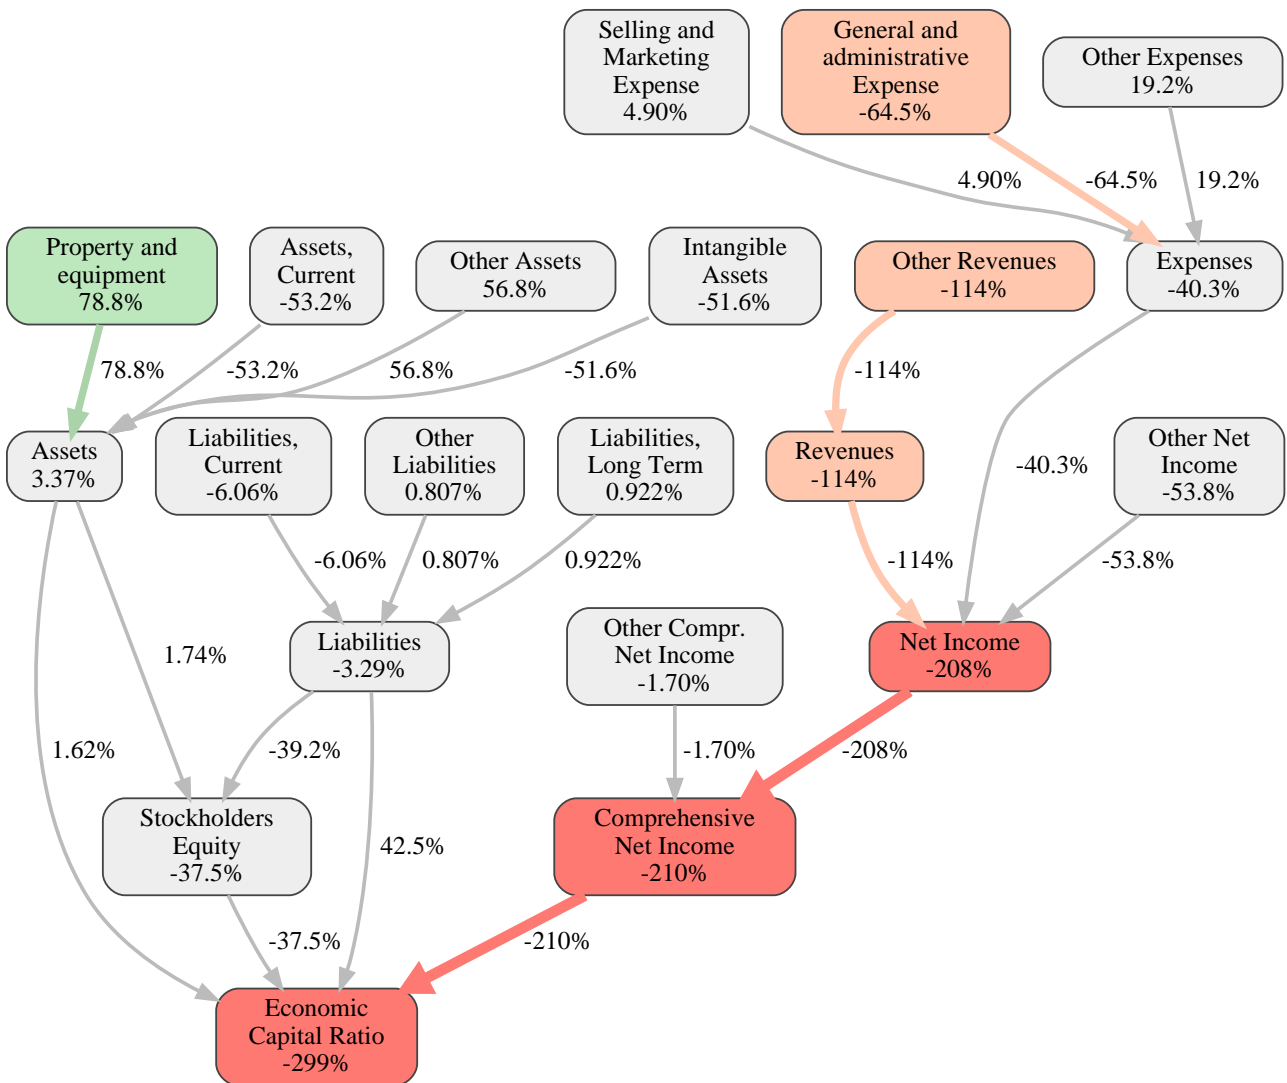 Selling and
Marketing
Expense
4.90%
General and
administrative
Expense
-64.5%
Other Expenses
19.2%
4.90%
-64.5%
19.2%
Property and
equipment
78.8%
Assets,
Current
-53.2%
Other Assets
56.8%
Intangible
Assets
-51.6%
Other Revenues
-114%
Expenses
-40.3%
78.8%
-53.2%
56.8%
-51.6%
-114%
Assets
3.37%
Liabilities,
Current
-6.06%
Other
Liabilities
0.807%
Liabilities,
Long Term
0.922%
Revenues
-114%
-40.3%
Other Net
Income
-53.8%
-6.06%
0.807%
0.922%
-114%
-53.8%
1.74%
Liabilities
-3.29%
Other Compr.
Net Income
-1.70%
Net Income
-208%
1.62%
-39.2%
-1.70%
-208%
Stockholders
Equity
-37.5%
42.5%
Comprehensive
Net Income
-210%
-37.5%
-210%
Economic
Capital Ratio
-299%